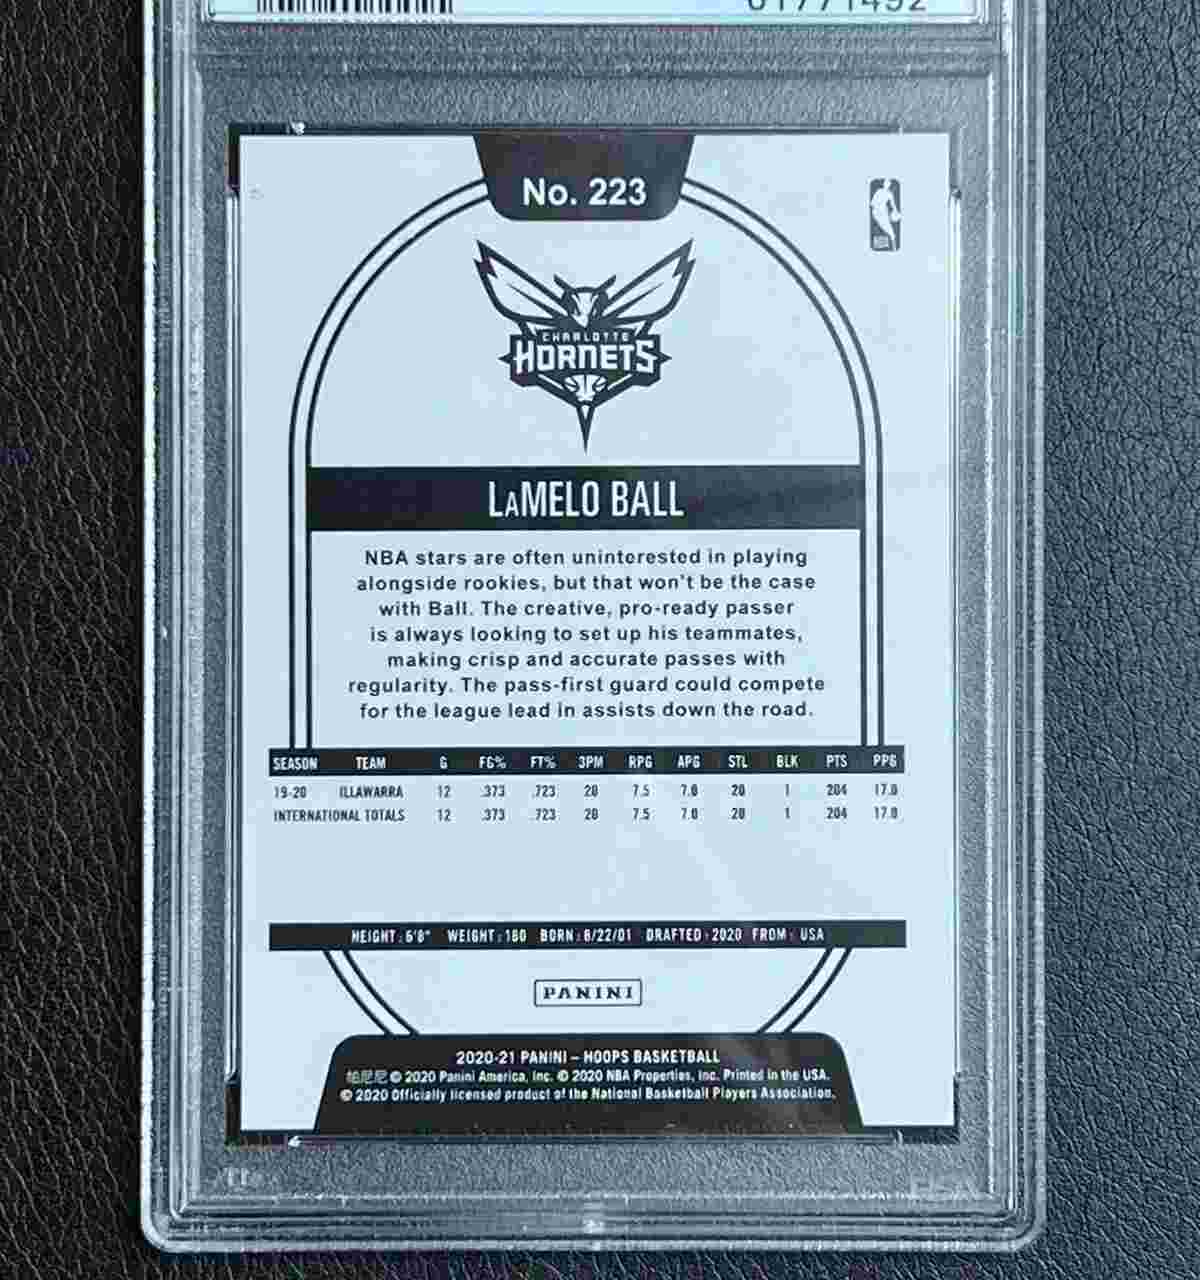 61771492
No. 223
NBA
CHARLOTTE
HORNETS
LAMELO BALL
NBA stars are often uninterested in playing
alongside rookies, but that won't be the case
with Ball. The creative, pro-ready passer
is always looking to set up his teammates,
making crisp and accurate passes with
regularity. The pass-first guard could compete
for the league lead in assists down the road.
SEASON TEAM G FG% FT% 3PM RPG APG STL BLK PTS PPG
19-20 ILLAWARRA 12 .373 .723 20 7.5 7.0 20 1 204 17.0
INTERNATIONAL TOTALS 12 .373 .723 20 7.5 7.0 20 1 204 17.0
HEIGHT: 6'8" WEIGHT: 180 BORN: 8/22/01 DRAFTED: 2020 FROM: USA
PANINI
2020-21 PANINI – HOOPS BASKETBALL
帕尼尼 © 2020 Panini America, Inc. © 2020 NBA Properties, Inc. Printed in the USA.
© 2020 Officially licensed product of the National Basketball Players Association.